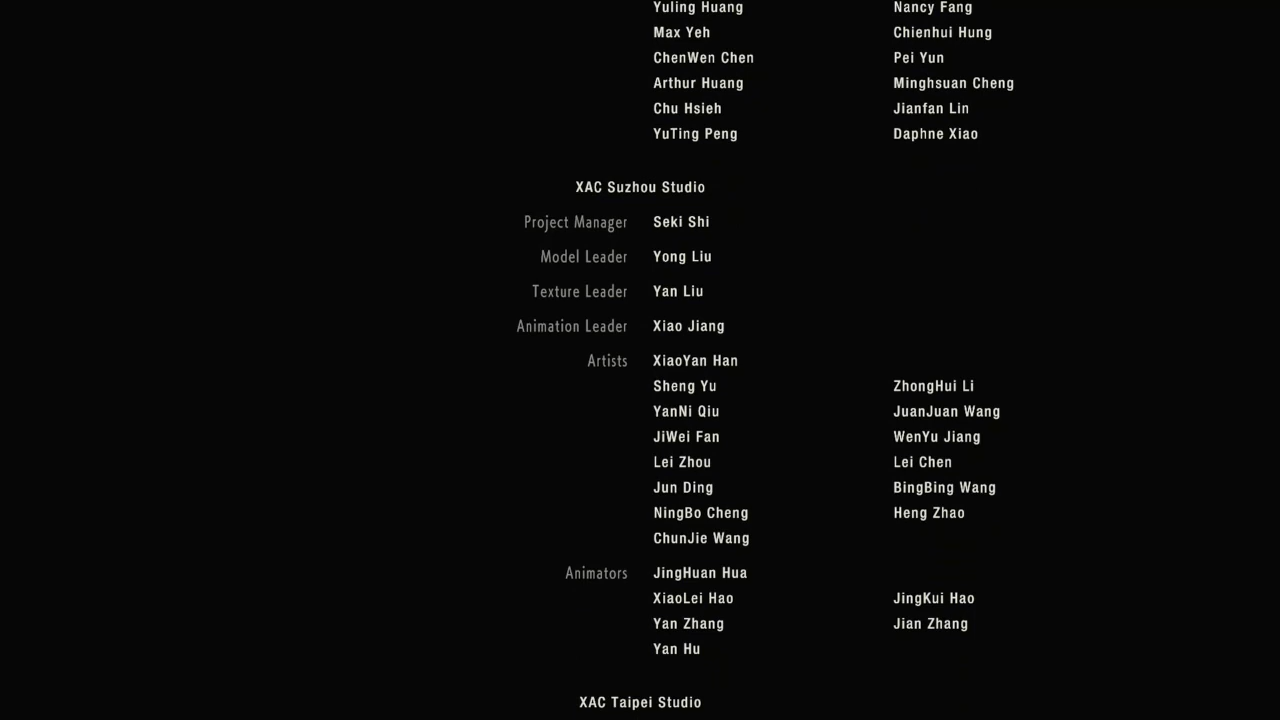 Yuling Huang Nancy Fang
Max Yeh Chienhui Hung
ChenWen Chen Pei Yun
Arthur Huang Minghsuan Cheng
Chu Hsieh Jianfan Lin
YuTing Peng Daphne Xiao
XAC Suzhou Studio
Project Manager Seki Shi
Model Leader Yong Liu
Texture Leader Yan Liu
Animation Leader Xiao Jiang
Artists XiaoYan Han
Sheng Yu ZhongHui Li
YanNi Qiu JuanJuan Wang
JiWei Fan WenYu Jiang
Lei Zhou Lei Chen
Jun Ding BingBing Wang
NingBo Cheng Heng Zhao
ChunJie Wang
Animators JingHuan Hua
XiaoLei Hao JingKui Hao
Yan Zhang Jian Zhang
Yan Hu
XAC Taipei Studio